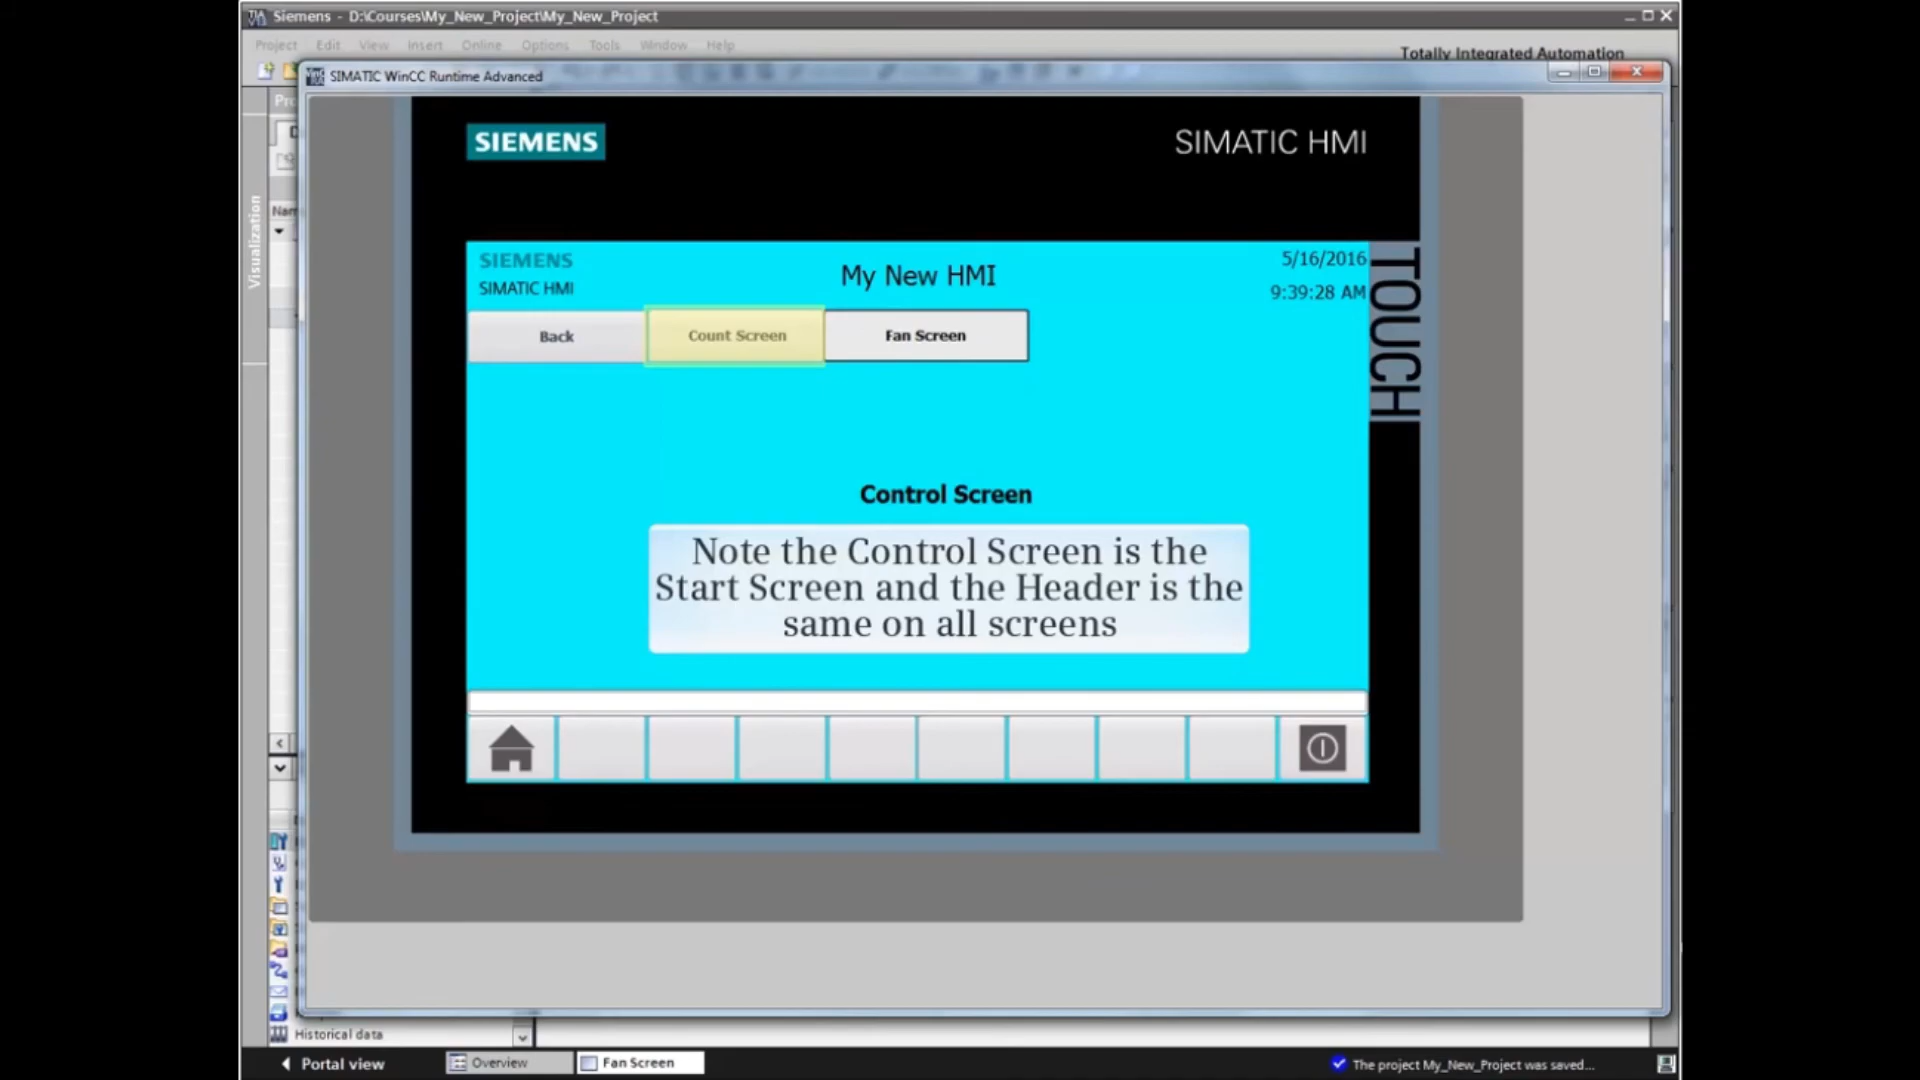 Siemens - D:\Courses\My_New_Project\My_New_Project
Project Edit View Insert Online Options Tools Window Help
Totally Integrated Automation
SIMATIC WinCC Runtime Advanced
SIEMENS
SIMATIC HMI
Visualization
TOUCH
SIEMENS
SIMATIC HMI
My New HMI
5/16/2016
9:39:28 AM
Back
Count Screen
Fan Screen
Control Screen
Note the Control Screen is the
Start Screen and the Header is the
same on all screens
Historical data
Portal view
Overview
Fan Screen
The project My_New_Project was saved...